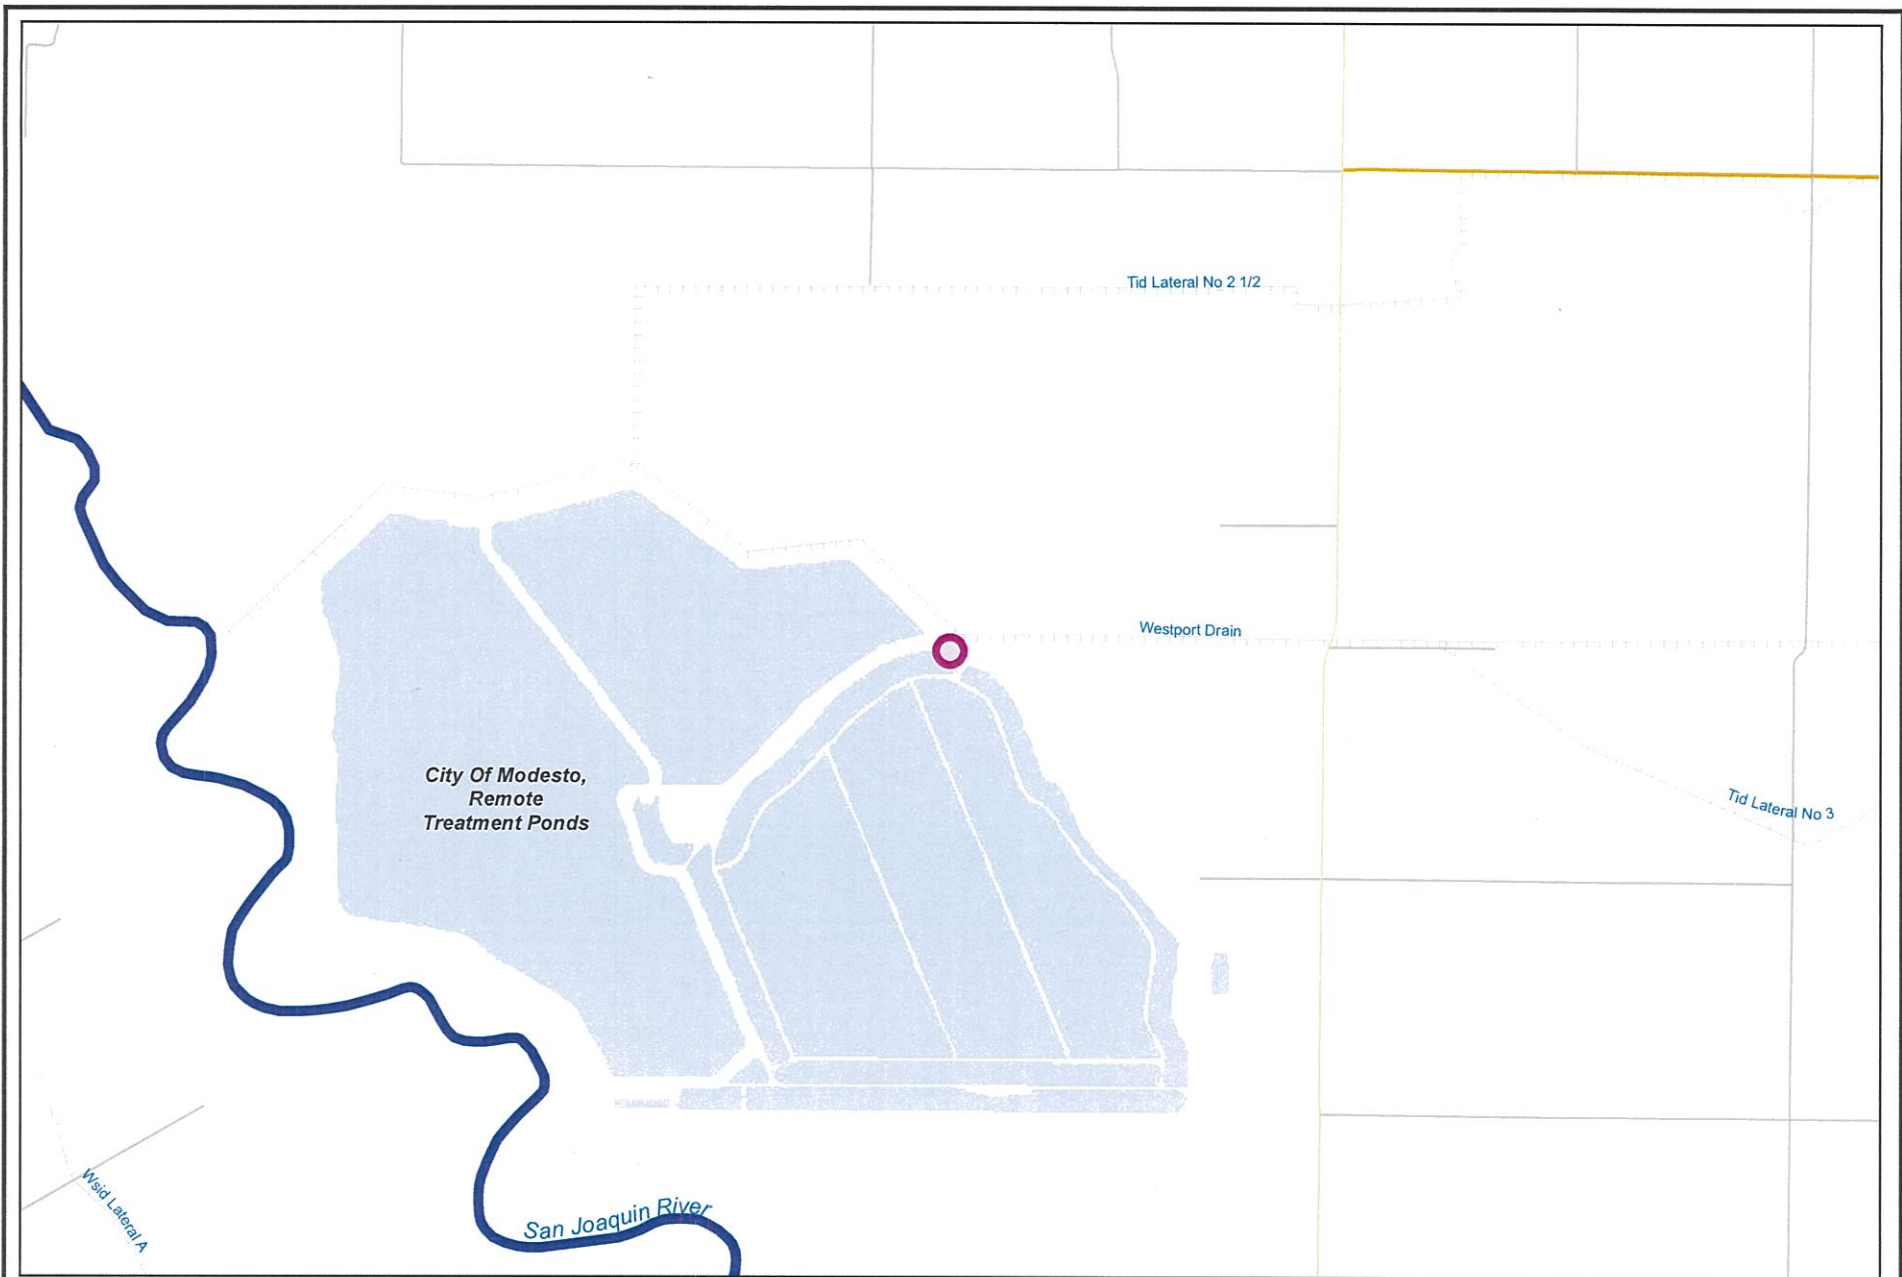 Tid Lateral No 2 1/2
Westport Drain
City Of Modesto,
Remote
Treatment Ponds
Tid Lateral No 3
Wsid Lateral A
San Joaquin River